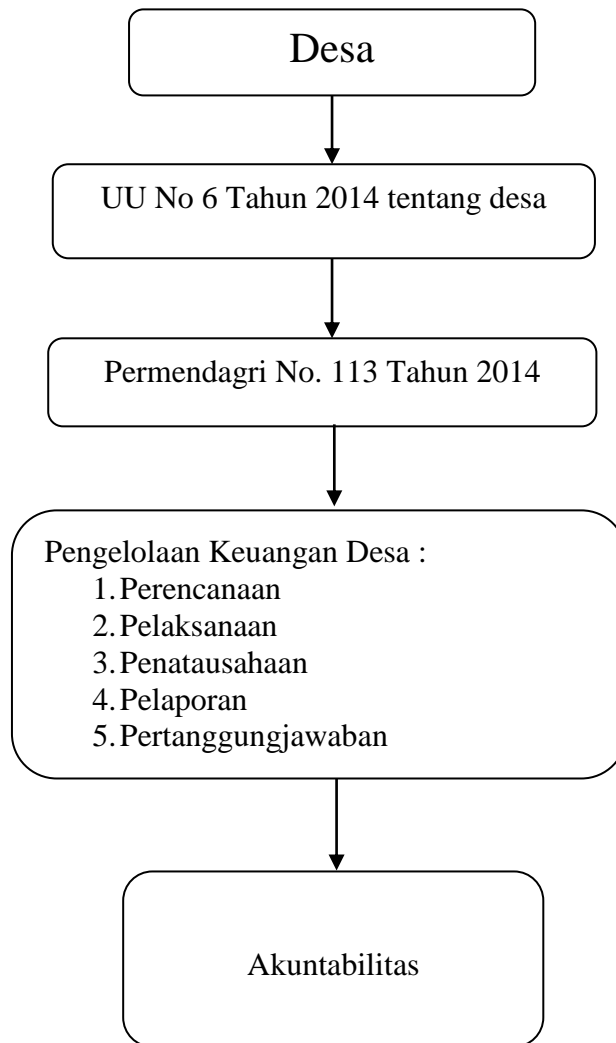 Desa
UU No 6 Tahun 2014 tentang desa
Permendagri No. 113 Tahun 2014
Pengelolaan Keuangan Desa :
1. Perencanaan
2. Pelaksanaan
3. Penatausahaan
4. Pelaporan
5. Pertanggungjawaban
Akuntabilitas